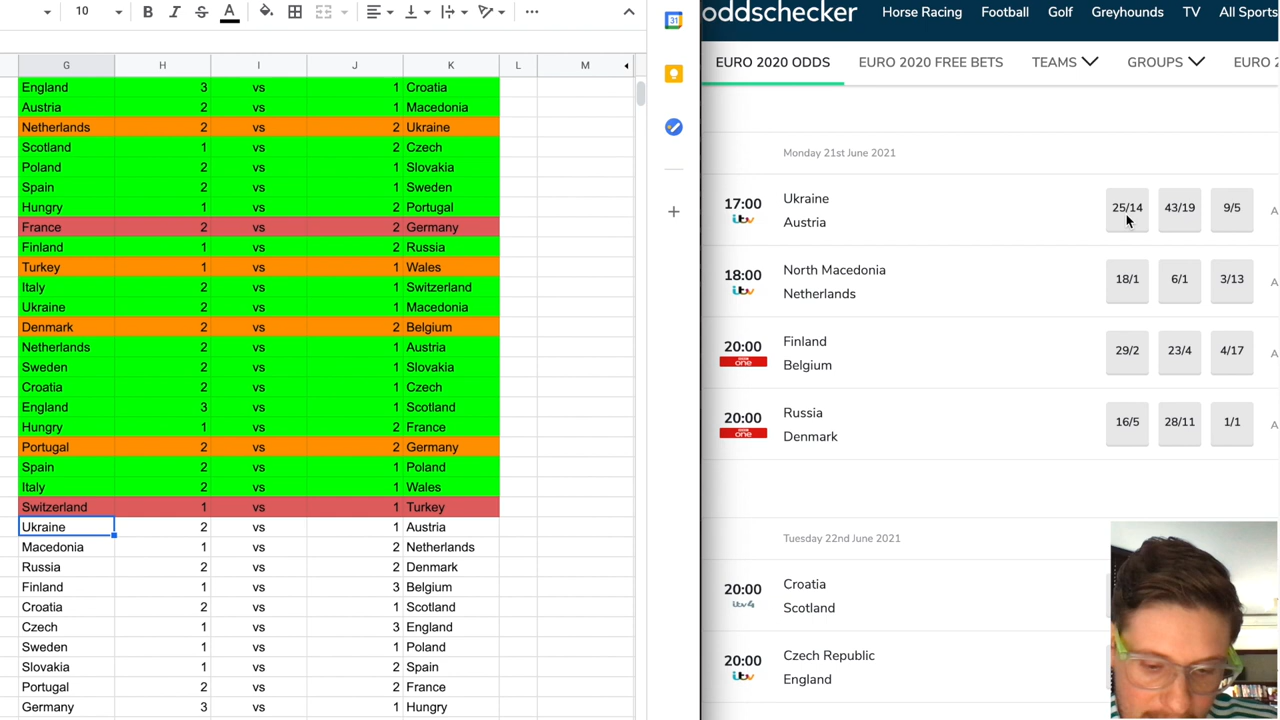 10 B I S A 31
G H I J K L M
England 3 vs 1 Croatia
Austria 2 vs 1 Macedonia
Netherlands 2 vs 2 Ukraine
Scotland 1 vs 2 Czech
Poland 2 vs 1 Slovakia
Spain 2 vs 1 Sweden
Hungry 1 vs 2 Portugal
France 2 vs 2 Germany
Finland 1 vs 2 Russia
Turkey 1 vs 1 Wales
Italy 2 vs 1 Switzerland
Ukraine 2 vs 1 Macedonia
Denmark 2 vs 2 Belgium
Netherlands 2 vs 1 Austria
Sweden 2 vs 1 Slovakia
Croatia 2 vs 1 Czech
England 3 vs 1 Scotland
Hungry 1 vs 2 France
Portugal 2 vs 2 Germany
Spain 2 vs 1 Poland
Italy 2 vs 1 Wales
Switzerland 1 vs 1 Turkey
Ukraine 2 vs 1 Austria
Macedonia 1 vs 2 Netherlands
Russia 2 vs 2 Denmark
Finland 1 vs 3 Belgium
Croatia 2 vs 1 Scotland
Czech 1 vs 3 England
Sweden 1 vs 1 Poland
Slovakia 1 vs 2 Spain
Portugal 2 vs 2 France
Germany 3 vs 1 Hungry
oddschecker Horse Racing Football Golf Greyhounds TV All Sports
EURO 2020 ODDS EURO 2020 FREE BETS TEAMS GROUPS EURO 2
Monday 21st June 2021
17:00 Ukraine 25/14 43/19 9/5 A
itv Austria
18:00 North Macedonia 18/1 6/1 3/13 A
itv Netherlands
20:00 Finland 29/2 23/4 4/17 A
BBC one Belgium
20:00 Russia 16/5 28/11 1/1 A
BBC one Denmark
Tuesday 22nd June 2021
20:00 Croatia
itv4 Scotland
20:00 Czech Republic
itv England